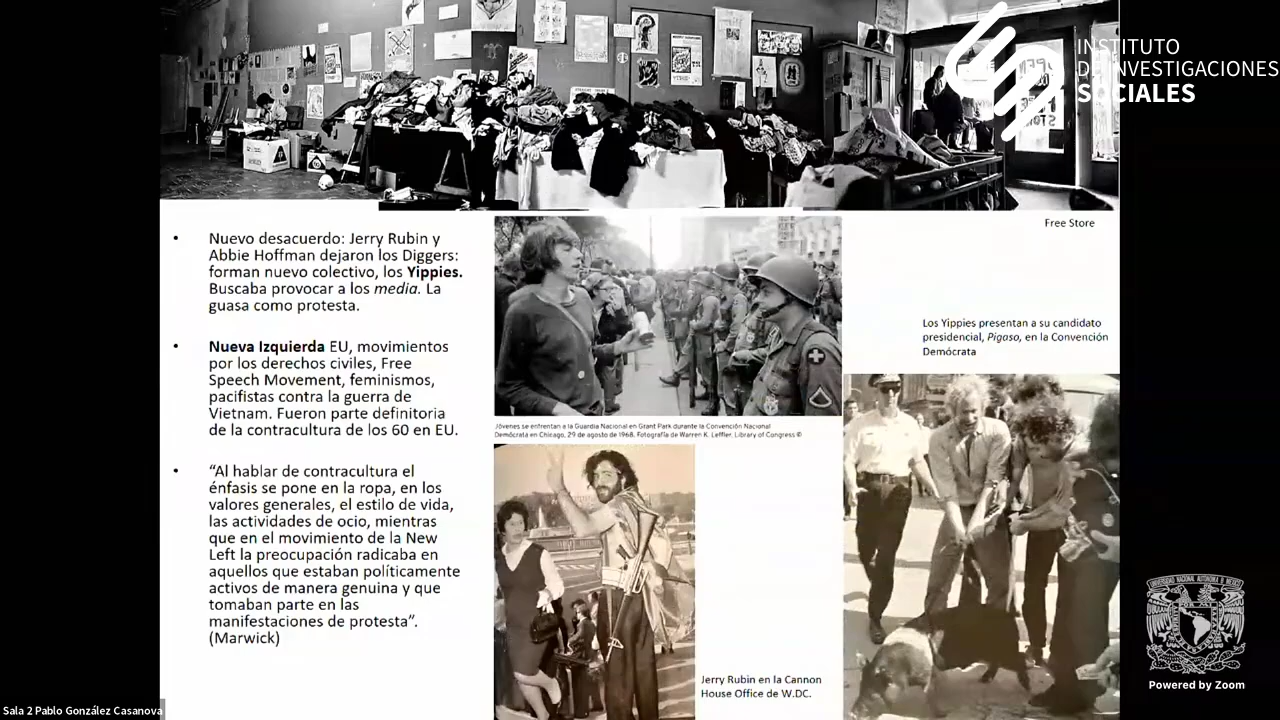 INSTITUTO
DE INVESTIGACIONES
SOCIALES
Free Store
• Nuevo desacuerdo: Jerry Rubin y
Abbie Hoffman dejaron los Diggers:
forman nuevo colectivo, los Yippies.
Buscaba provocar a los media. La
guasa como protesta.
• Nueva Izquierda EU, movimientos
por los derechos civiles, Free
Speech Movement, feminismos,
pacifistas contra la guerra de
Vietnam. Fueron parte definitoria
de la contracultura de los 60 en EU.
• “Al hablar de contracultura el
énfasis se pone en la ropa, en los
valores generales, el estilo de vida,
las actividades de ocio, mientras
que en el movimiento de la New
Left la preocupación radicaba en
aquellos que estaban políticamente
activos de manera genuina y que
tomaban parte en las
manifestaciones de protesta”.
(Marwick)
Jóvenes se enfrentan a la Guardia Nacional en Grant Park durante la Convención Nacional
Demócrata en Chicago, 29 de agosto de 1968. Fotografía de Warren K. Leffler, Library of Congress ©
Los Yippies presentan a su candidato
presidencial, Pigaso, en la Convención
Demócrata
Jerry Rubin en la Cannon
House Office de W.DC.
Powered by Zoom
Sala 2 Pablo González Casanova